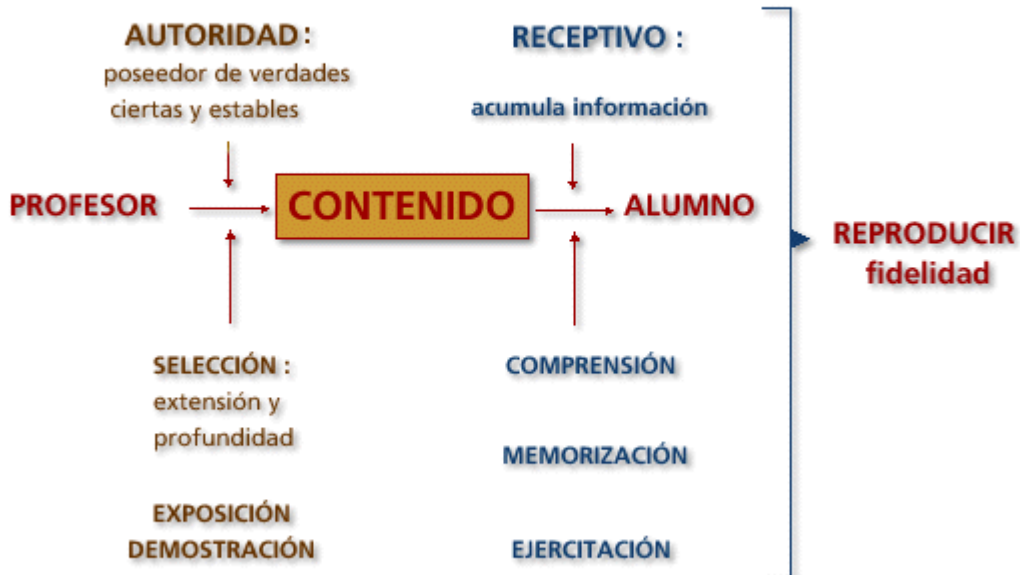 AUTORIDAD :
poseedor de verdades
ciertas y estables
RECEPTIVO :
acumula información
PROFESOR
CONTENIDO
ALUMNO
REPRODUCIR
fidelidad
SELECCIÓN :
extensión y
profundidad
EXPOSICIÓN
DEMOSTRACIÓN
COMPRENSIÓN
MEMORIZACIÓN
EJERCITACIÓN